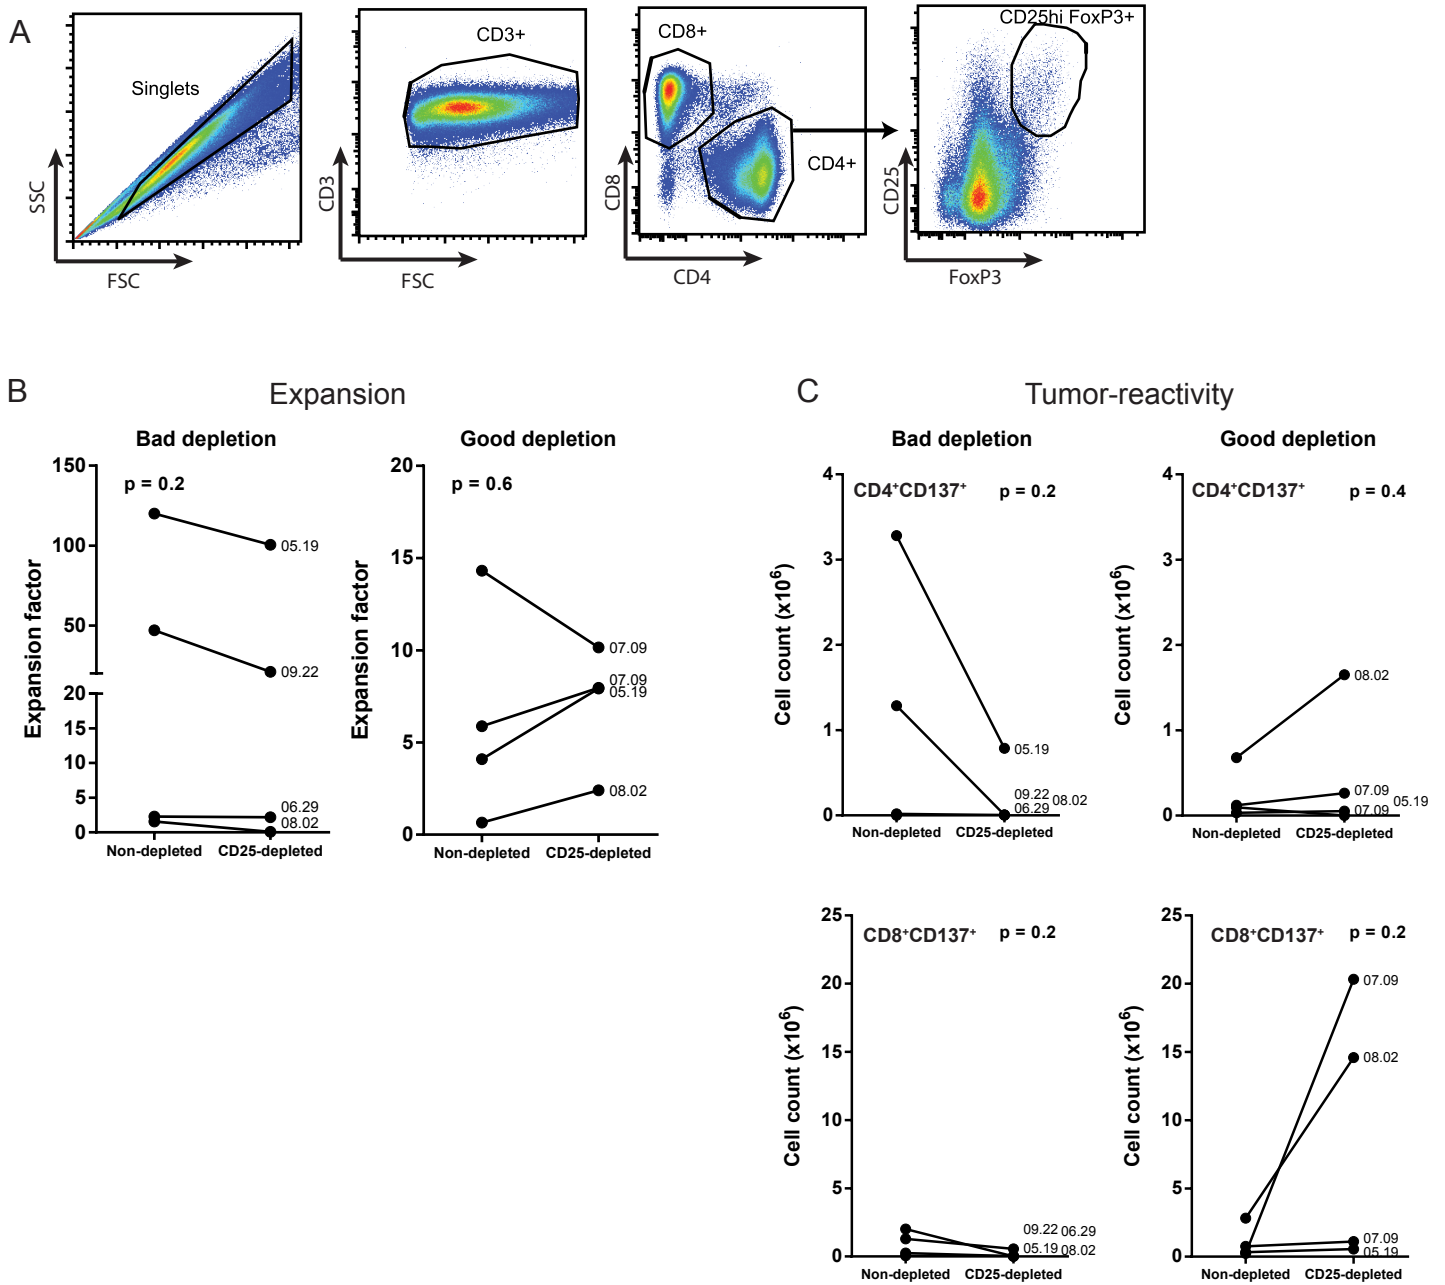 A
Singlets
SSC
FSC
CD3+
CD3
FSC
CD8+
CD4+
CD8
CD4
CD25hi FoxP3+
CD25
FoxP3
B
Expansion
Bad depletion
p = 0.2
Expansion factor
150
100
50
20
15
10
5
0
05.19
09.22
06.29
08.02
Non-depleted
CD25-depleted
Good depletion
p = 0.6
Expansion factor
20
15
10
5
0
07.09
07.09
05.19
08.02
Non-depleted
CD25-depleted
C
Tumor-reactivity
Bad depletion
CD4⁺CD137⁺ p = 0.2
Cell count (x10⁶)
4
3
2
1
0
05.19
09.22
06.29 08.02
Non-depleted
CD25-depleted
Good depletion
CD4⁺CD137⁺ p = 0.4
Cell count (x10⁶)
4
3
2
1
0
08.02
07.09
05.19
07.09
Non-depleted
CD25-depleted
CD8⁺CD137⁺ p = 0.2
Cell count (x10⁶)
25
20
15
10
5
0
09.22 06.29
05.19 08.02
Non-depleted
CD25-depleted
CD8⁺CD137⁺ p = 0.2
Cell count (x10⁶)
25
20
15
10
5
0
07.09
08.02
07.09
05.19
Non-depleted
CD25-depleted